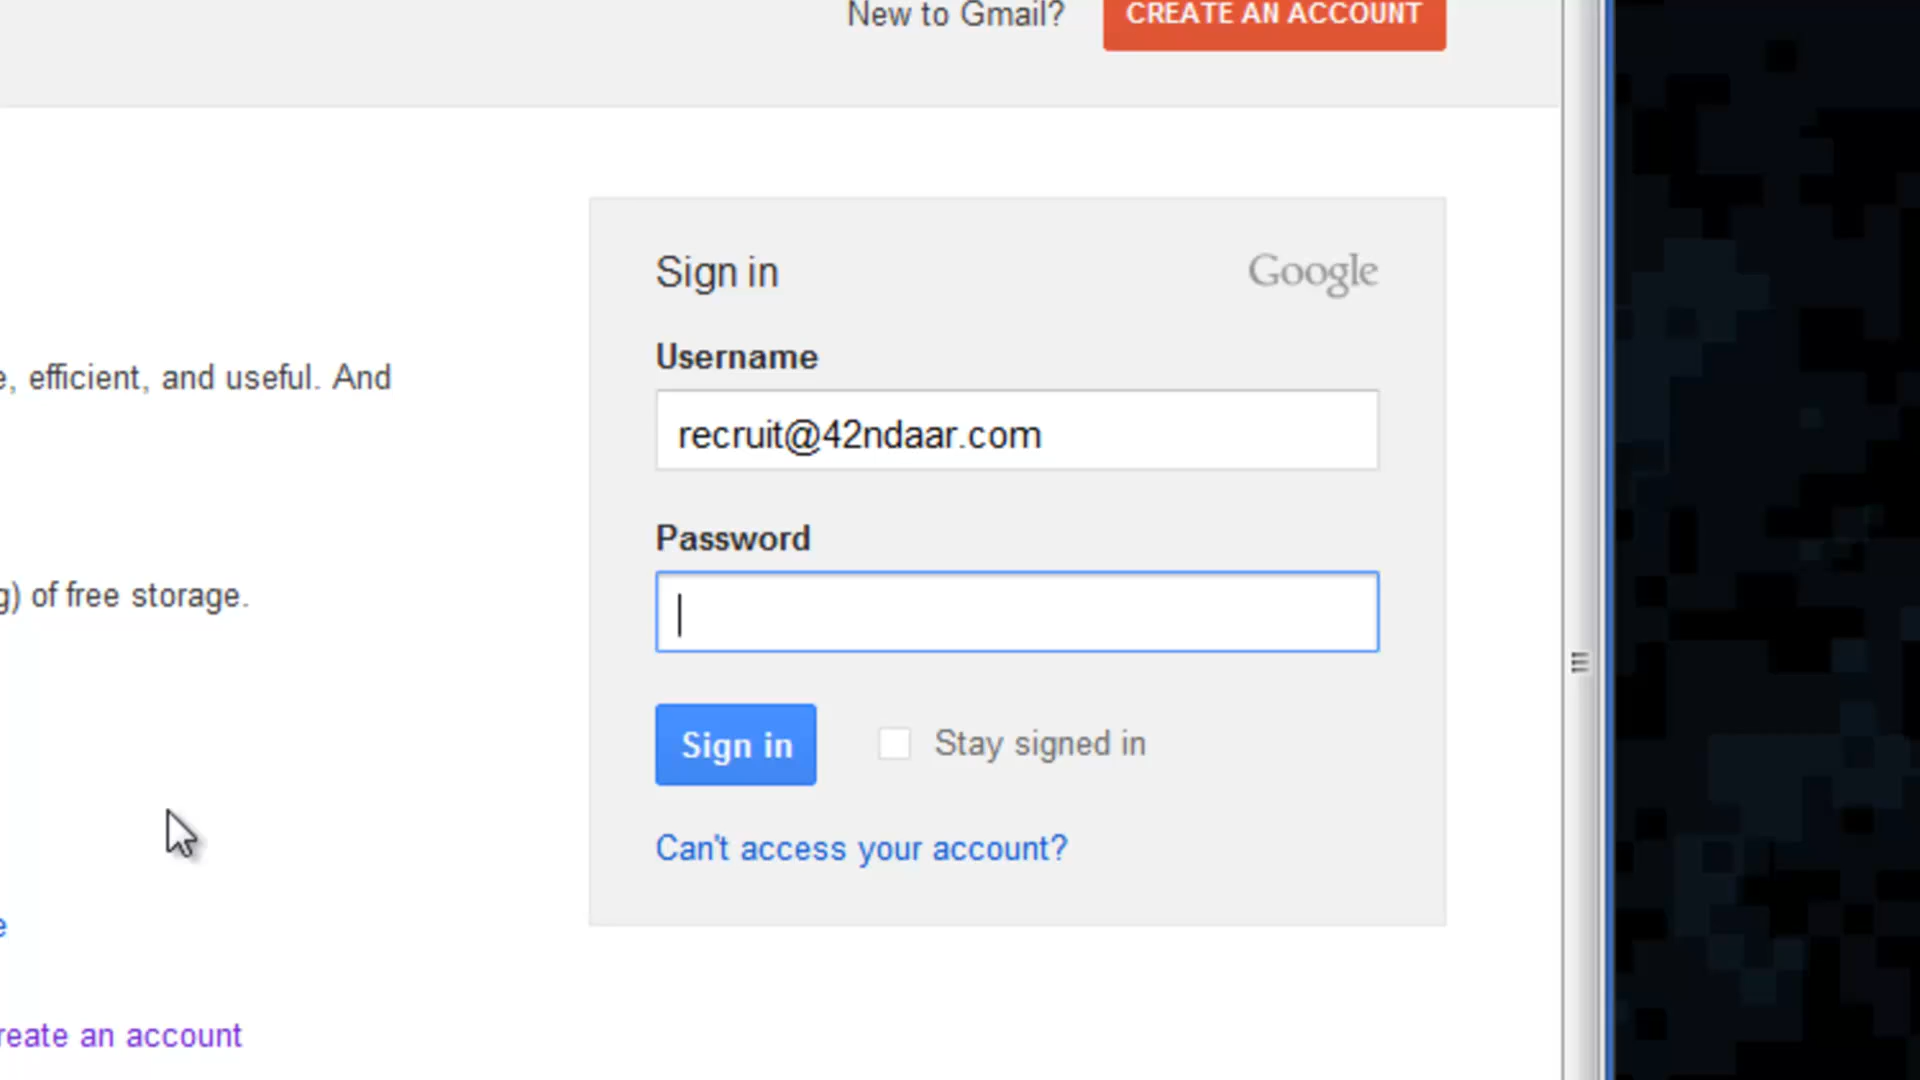 New to Gmail?
CREATE AN ACCOUNT
Sign in
Google
Username
, efficient, and useful. And
recruit@42ndaar.com
Password
g) of free storage.
Sign in
Stay signed in
Can't access your account?
e
reate an account